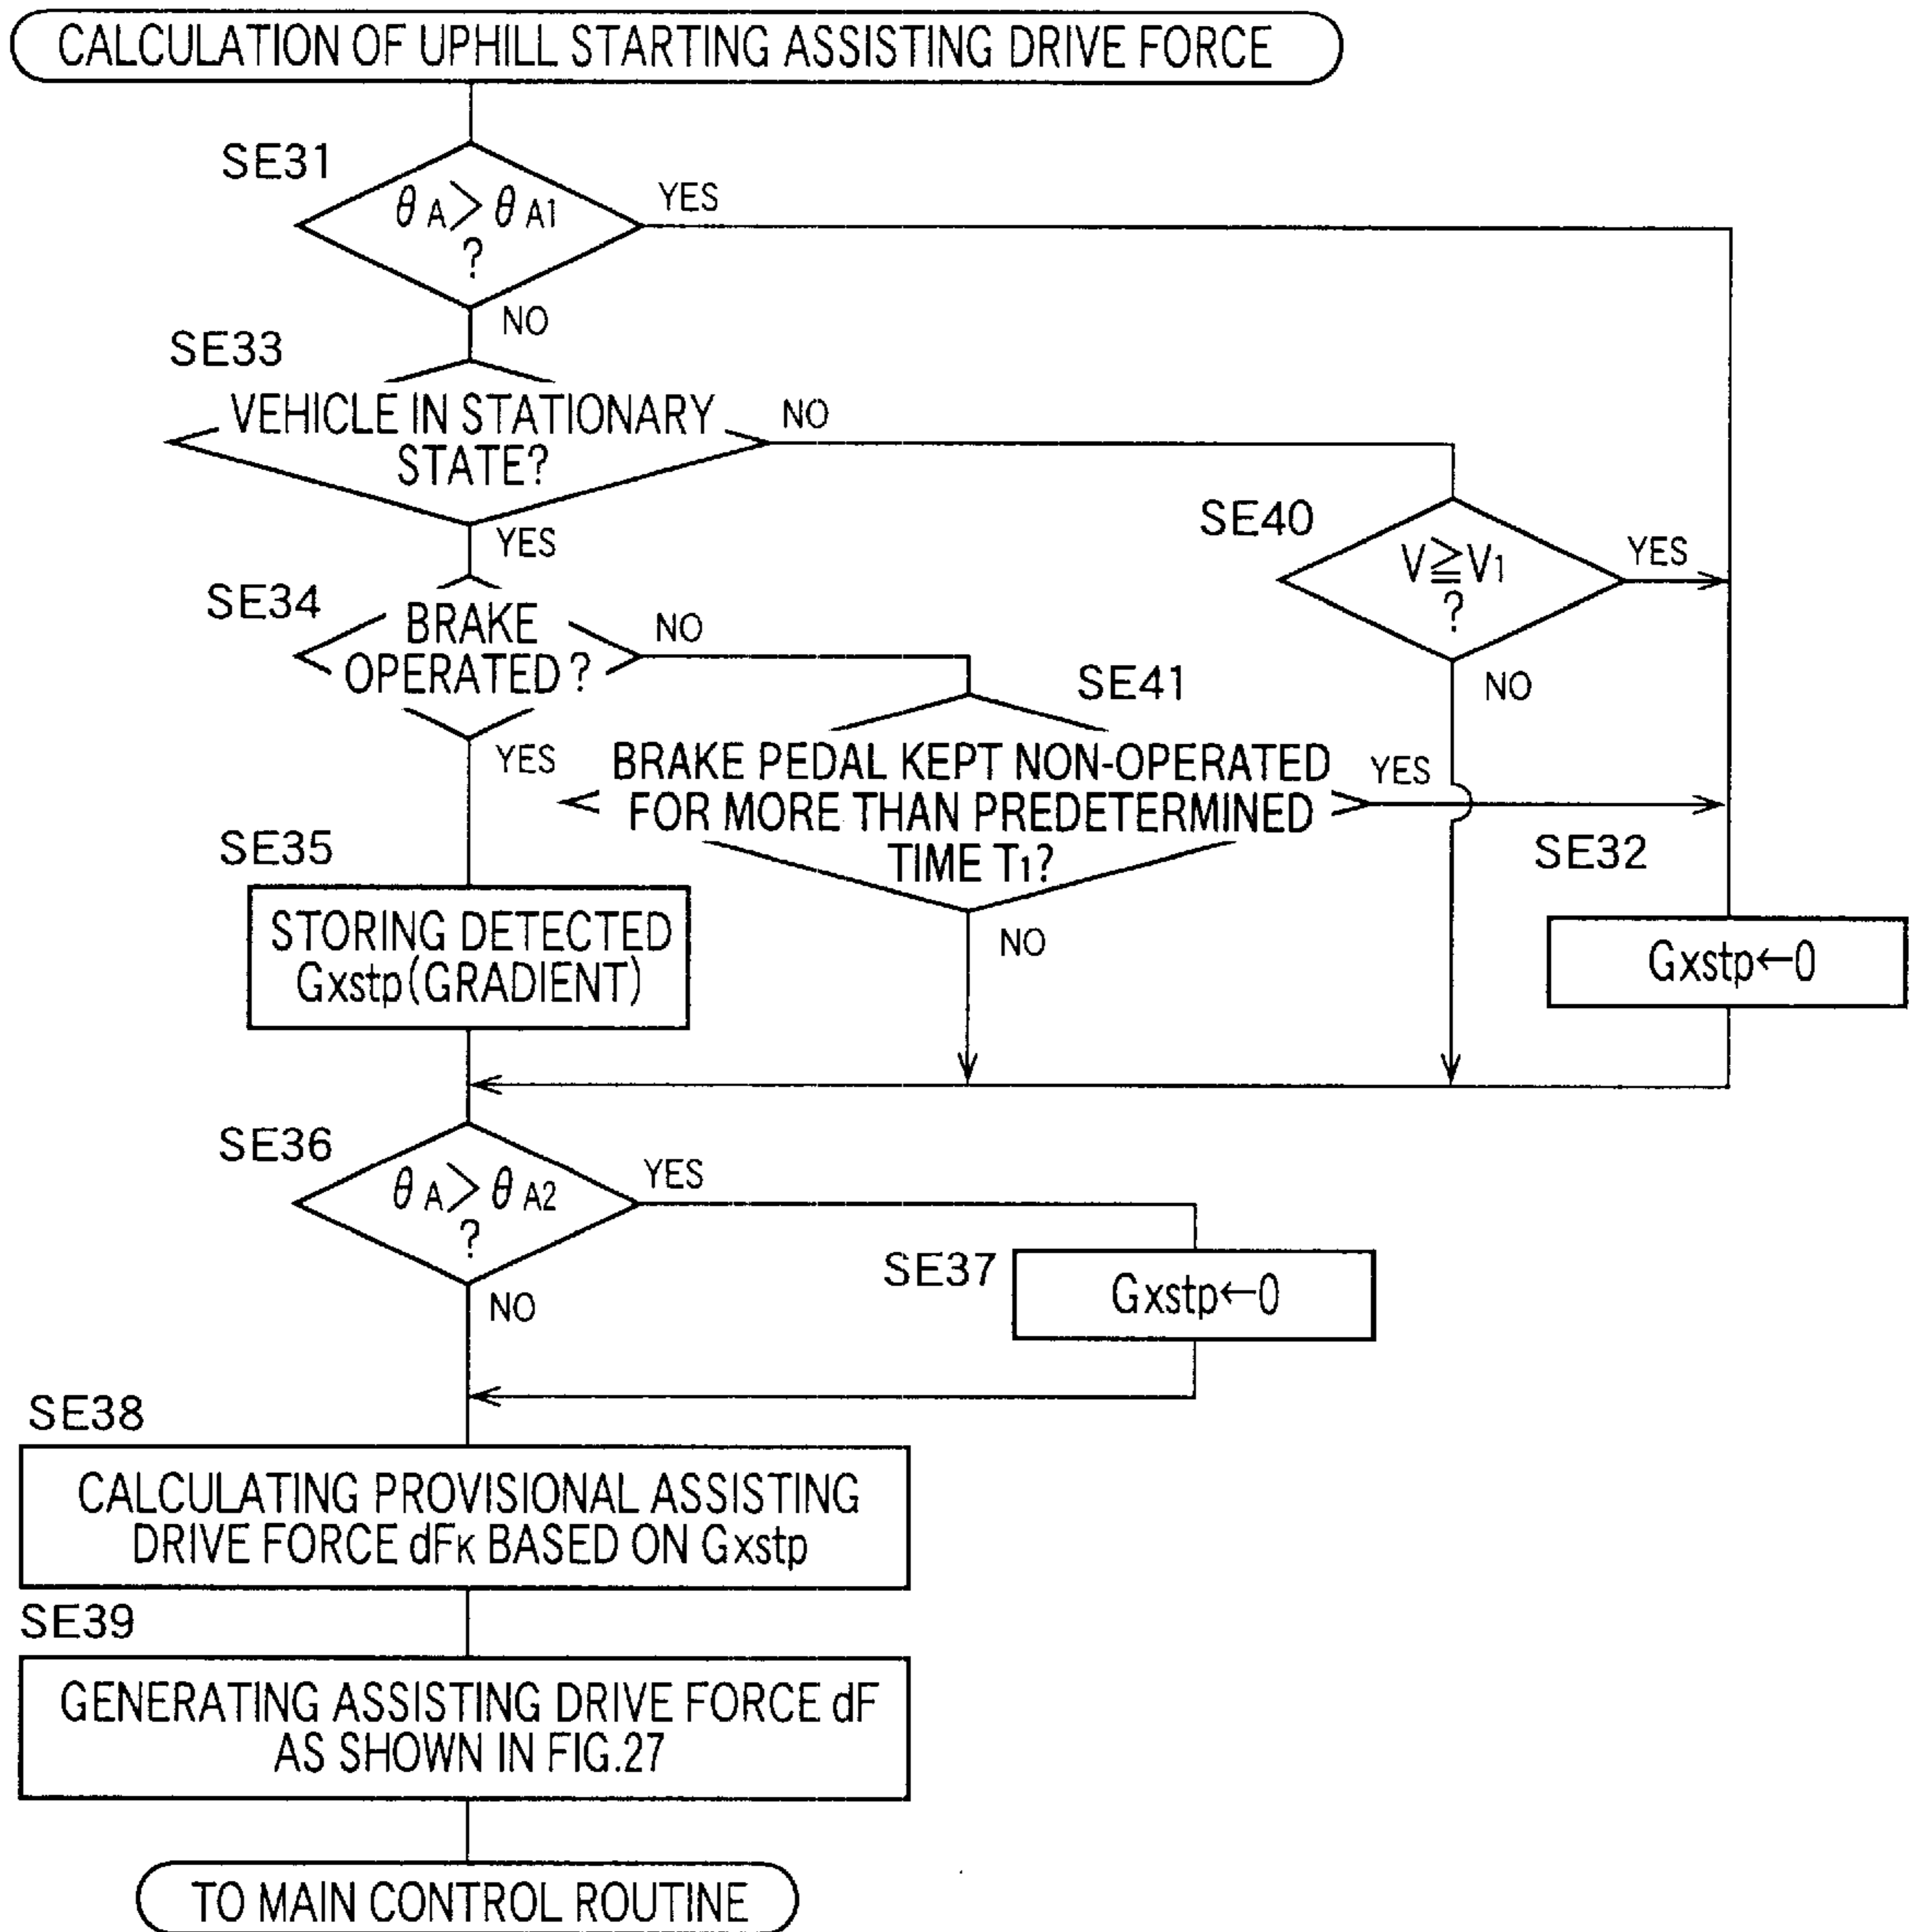 CALCULATION OF UPHILL STARTING ASSISTING DRIVE FORCE
SE31
θA>θA1
?
YES
NO
SE33
VEHICLE IN STATIONARY
STATE?
NO
YES
SE40
V≧V1
?
YES
NO
SE34
BRAKE
OPERATED?
NO
YES
SE41
BRAKE PEDAL KEPT NON-OPERATED
FOR MORE THAN PREDETERMINED
TIME T1?
YES
NO
SE35
STORING DETECTED
Gxstp(GRADIENT)
SE32
Gxstp←0
SE36
θA>θA2
?
YES
NO
SE37
Gxstp←0
SE38
CALCULATING PROVISIONAL ASSISTING
DRIVE FORCE dFK BASED ON Gxstp
SE39
GENERATING ASSISTING DRIVE FORCE dF
AS SHOWN IN FIG.27
TO MAIN CONTROL ROUTINE